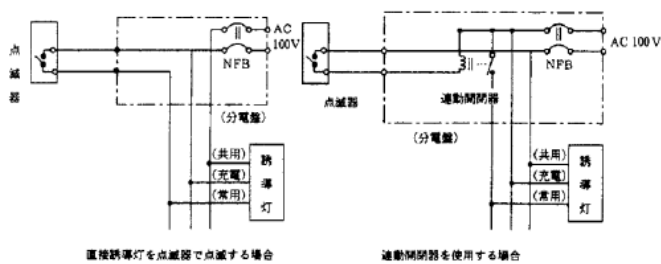 点滅器
AC
100V
NFB
(分電盤)
(共用)
(充電)
(常用)
誘導灯
直接誘導灯を点滅器で点滅する場合
点滅器
AC 100V
NFB
連動開閉器
(分電盤)
(共用)
(充電)
(常用)
誘導灯
連動開閉器を使用する場合